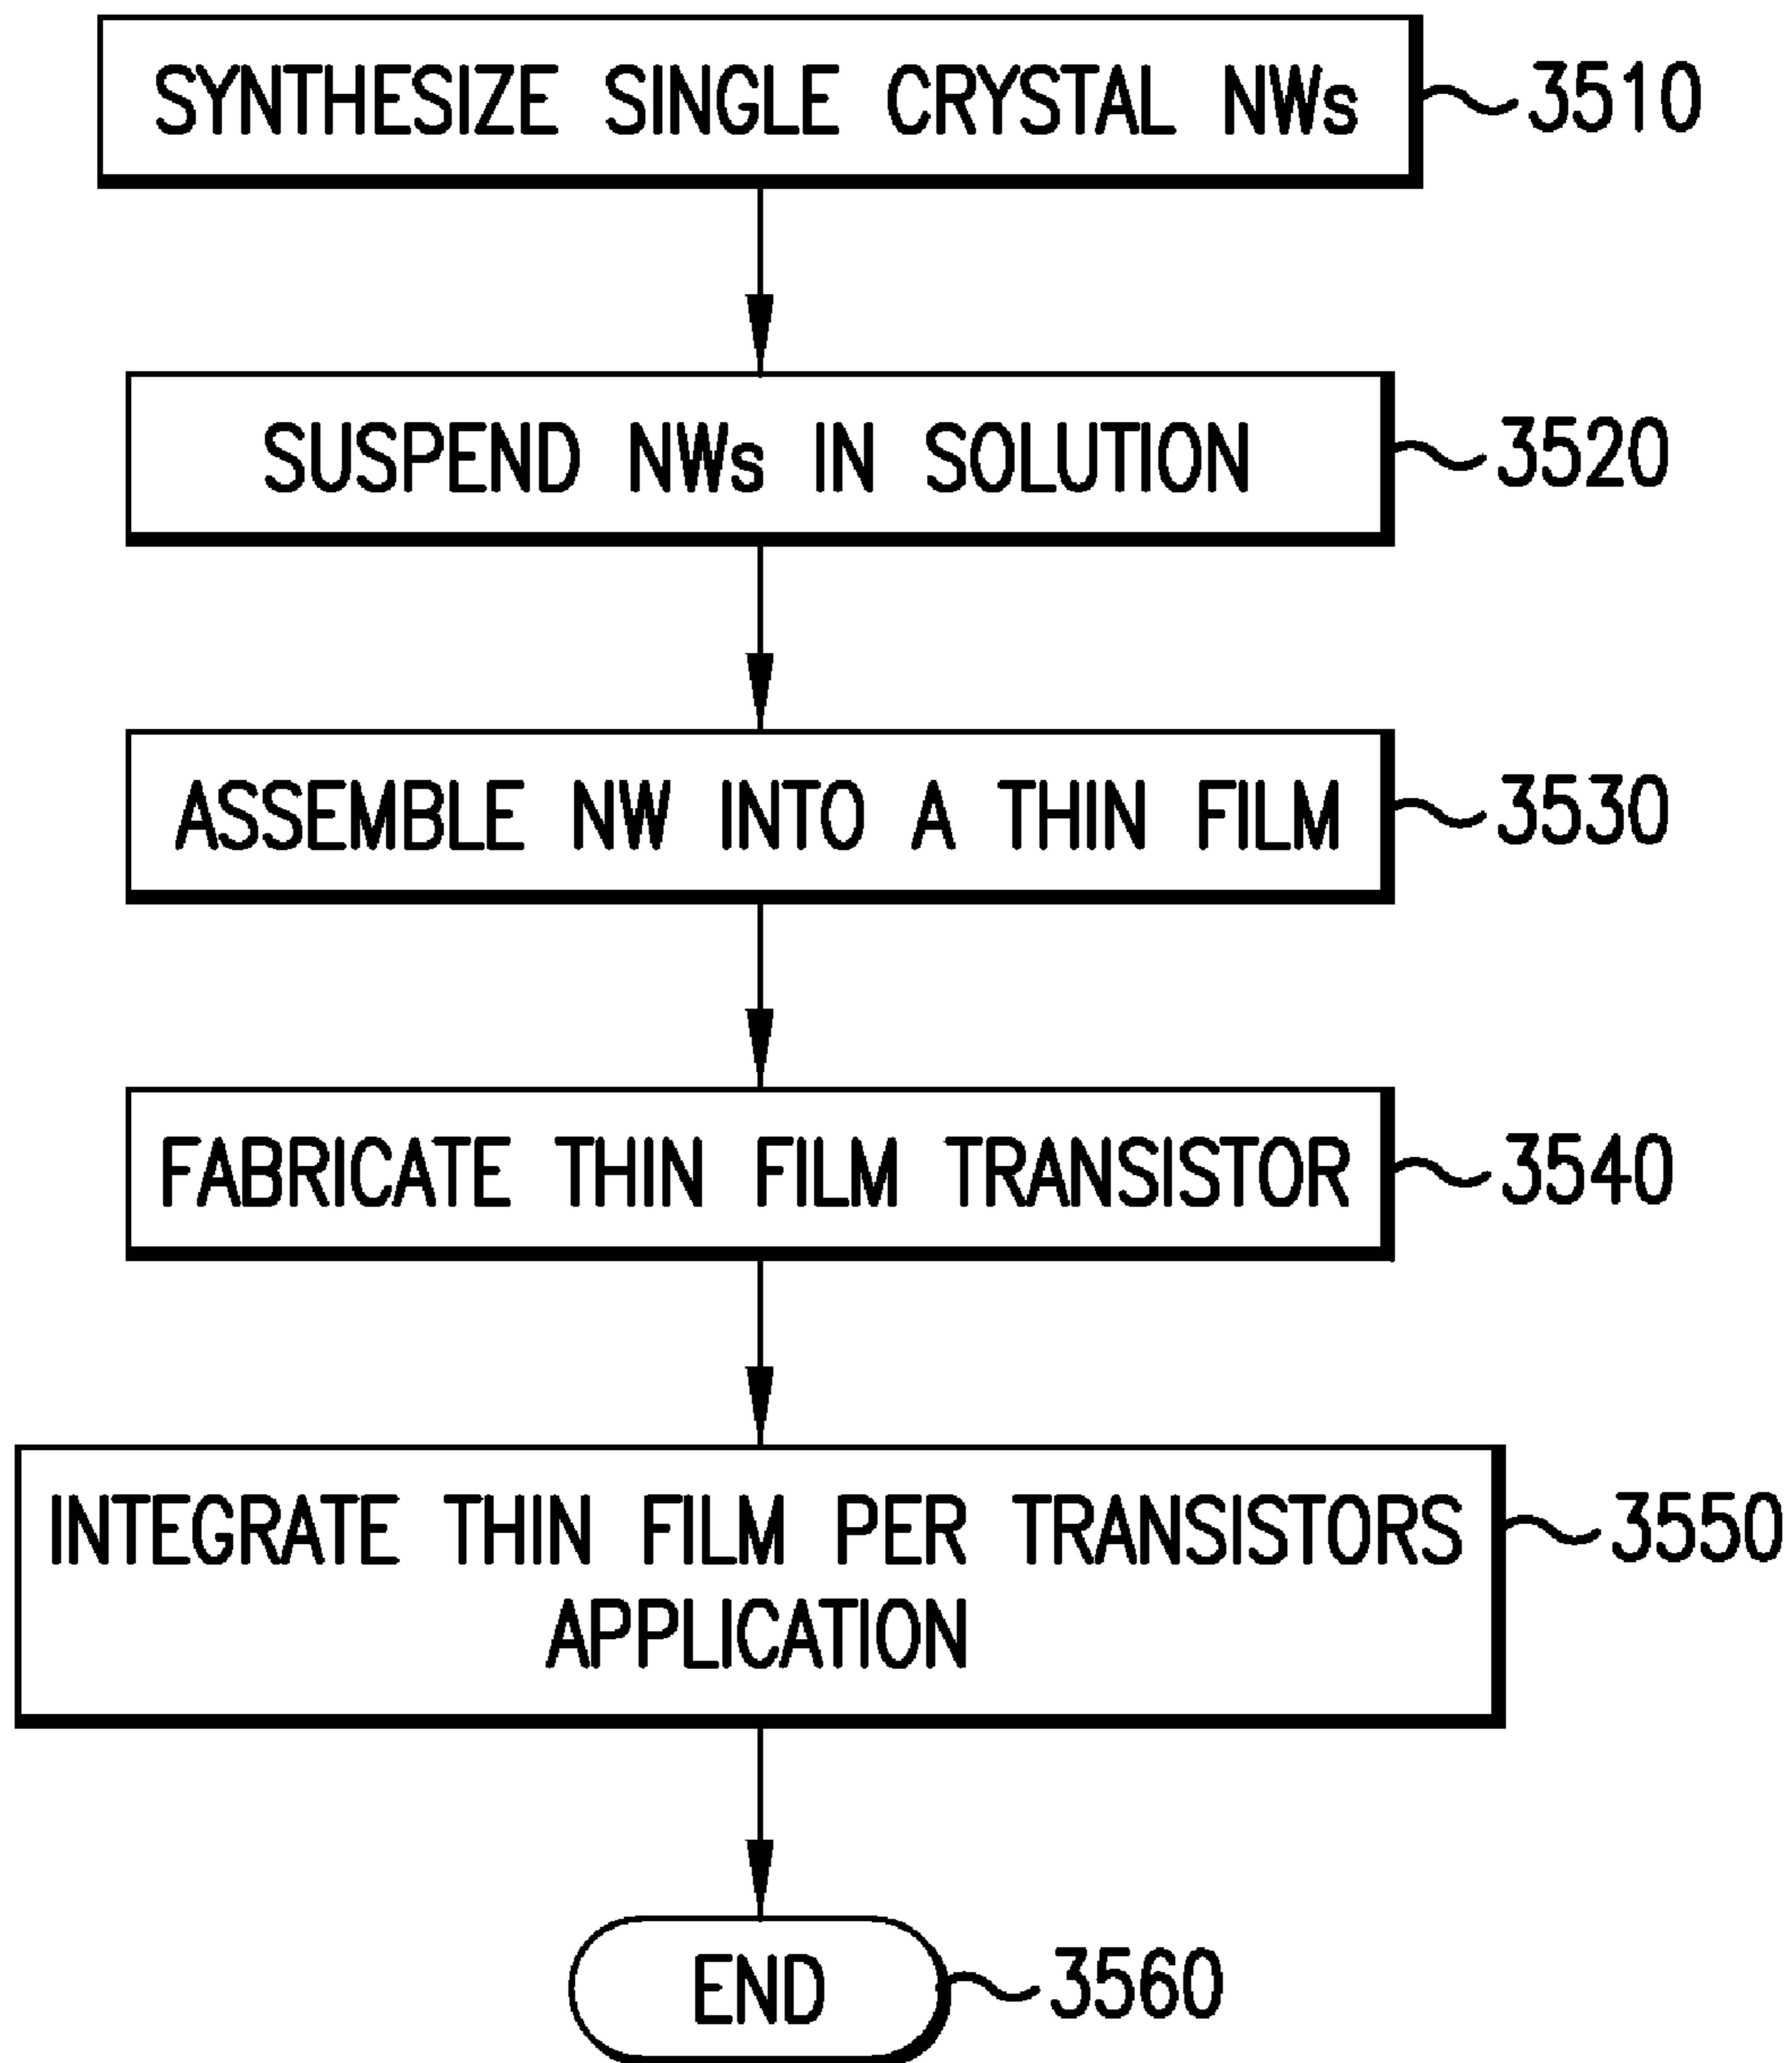 SYNTHESIZE SINGLE CRYSTAL NWs 3510
SUSPEND NWs IN SOLUTION 3520
ASSEMBLE NW INTO A THIN FILM 3530
FABRICATE THIN FILM TRANSISTOR 3540
INTEGRATE THIN FILM PER TRANSISTORS 3550
APPLICATION
END 3560